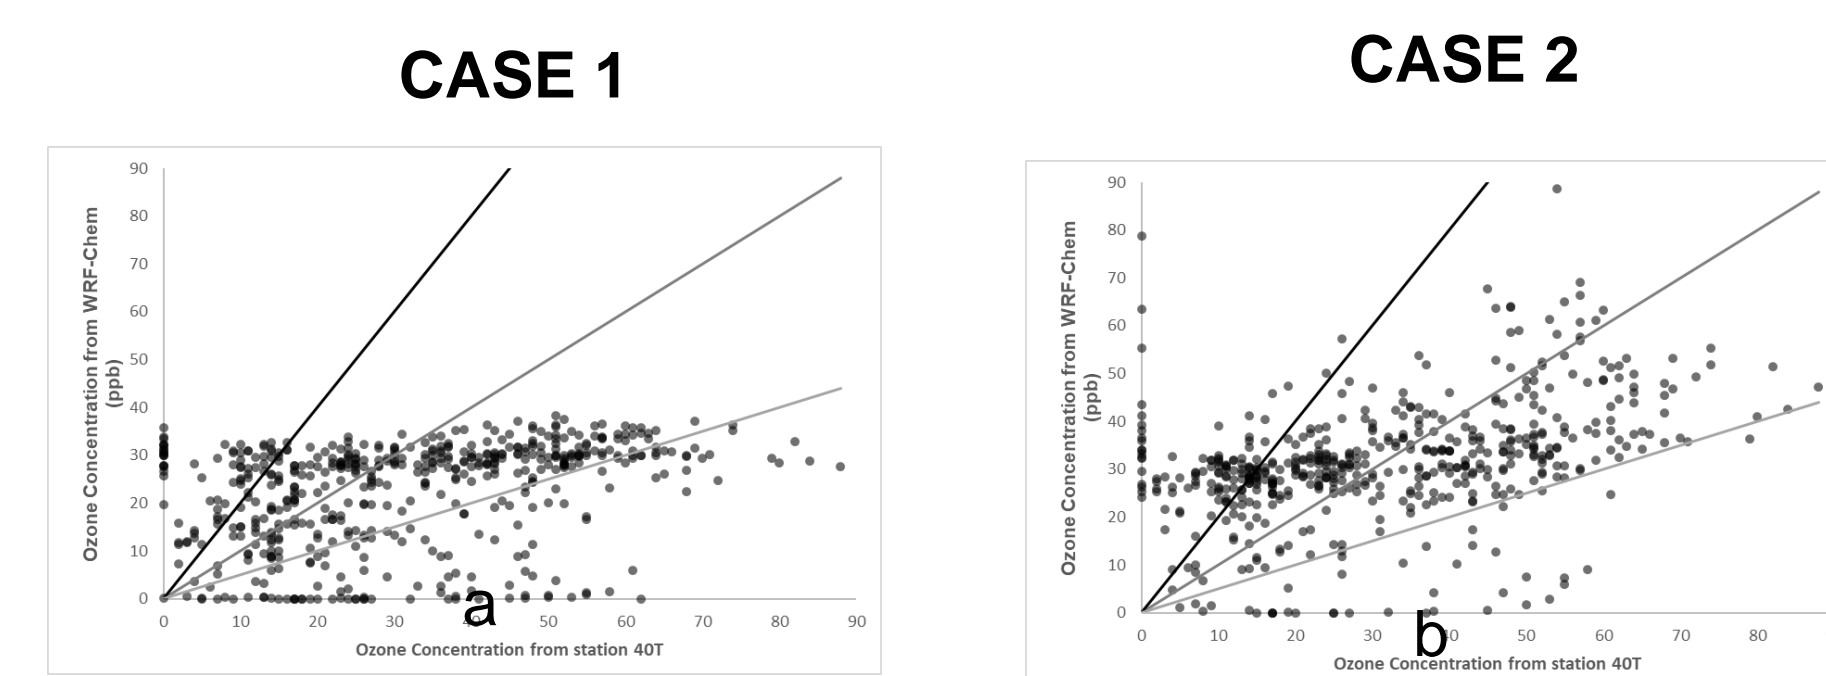 CASE 1
CASE 2
90
80
70
60
50
40
30
20
10
0
Ozone Concentration from WRF-Chem
(ppb)
0 10 20 30 40 50 60 70 80 90
a
Ozone Concentration from station 40T
90
80
70
60
50
40
30
20
10
0
Ozone Concentration from WRF-Chem
(ppb)
0 10 20 30 40 50 60 70 80
b
Ozone Concentration from station 40T